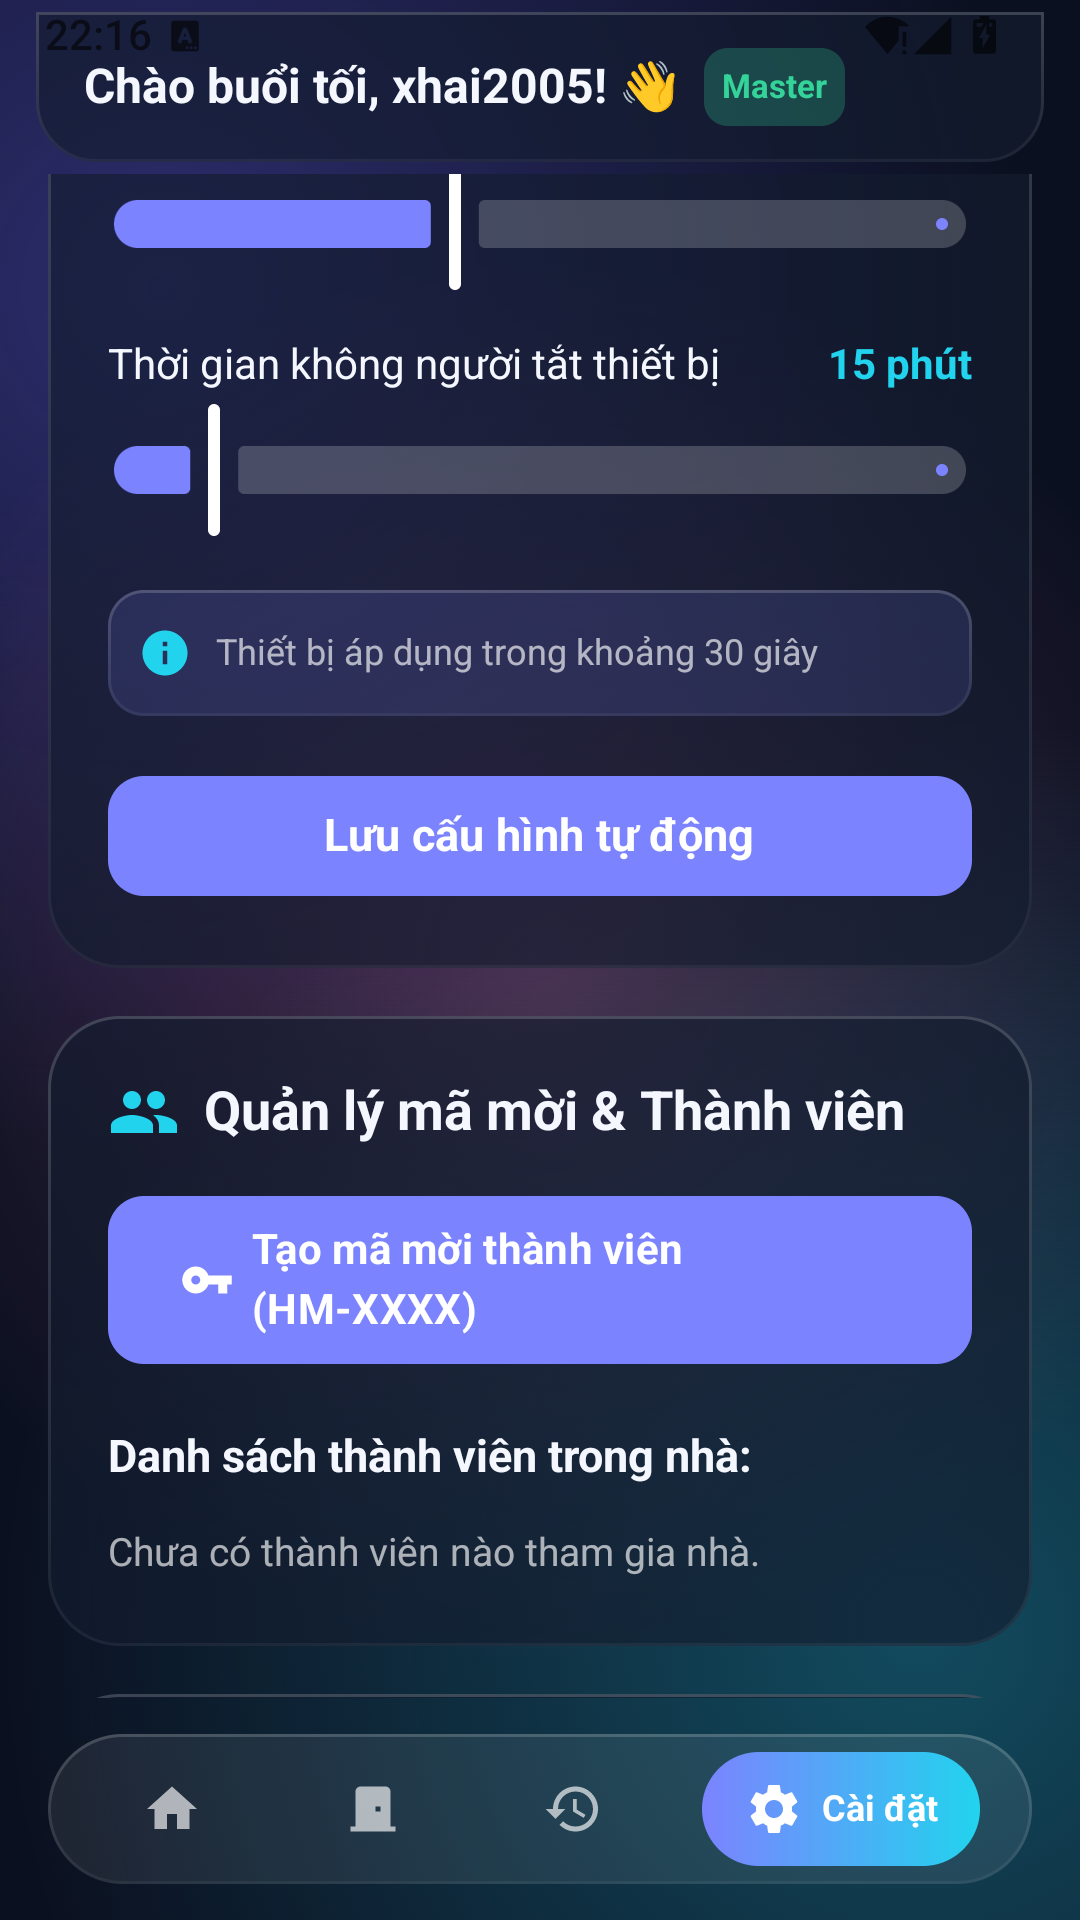 22:16
Chào buổi tối, xhai2005! 👋 Master
Thời gian không người tắt thiết bị 15 phút
Thiết bị áp dụng trong khoảng 30 giây
Lưu cấu hình tự động
Quản lý mã mời & Thành viên
Tạo mã mời thành viên
(HM-XXXX)
Danh sách thành viên trong nhà:
Chưa có thành viên nào tham gia nhà.
Cài đặt